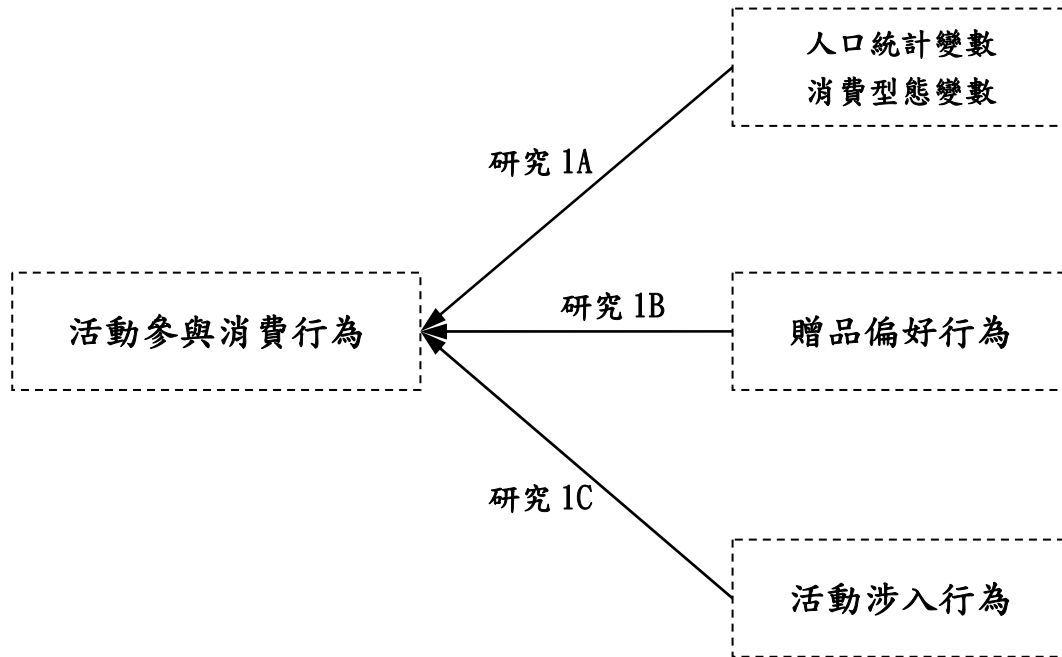 人口統計變數
消費型態變數
研究 1A
活動參與消費行為
研究 1B
贈品偏好行為
研究 1C
活動涉入行為